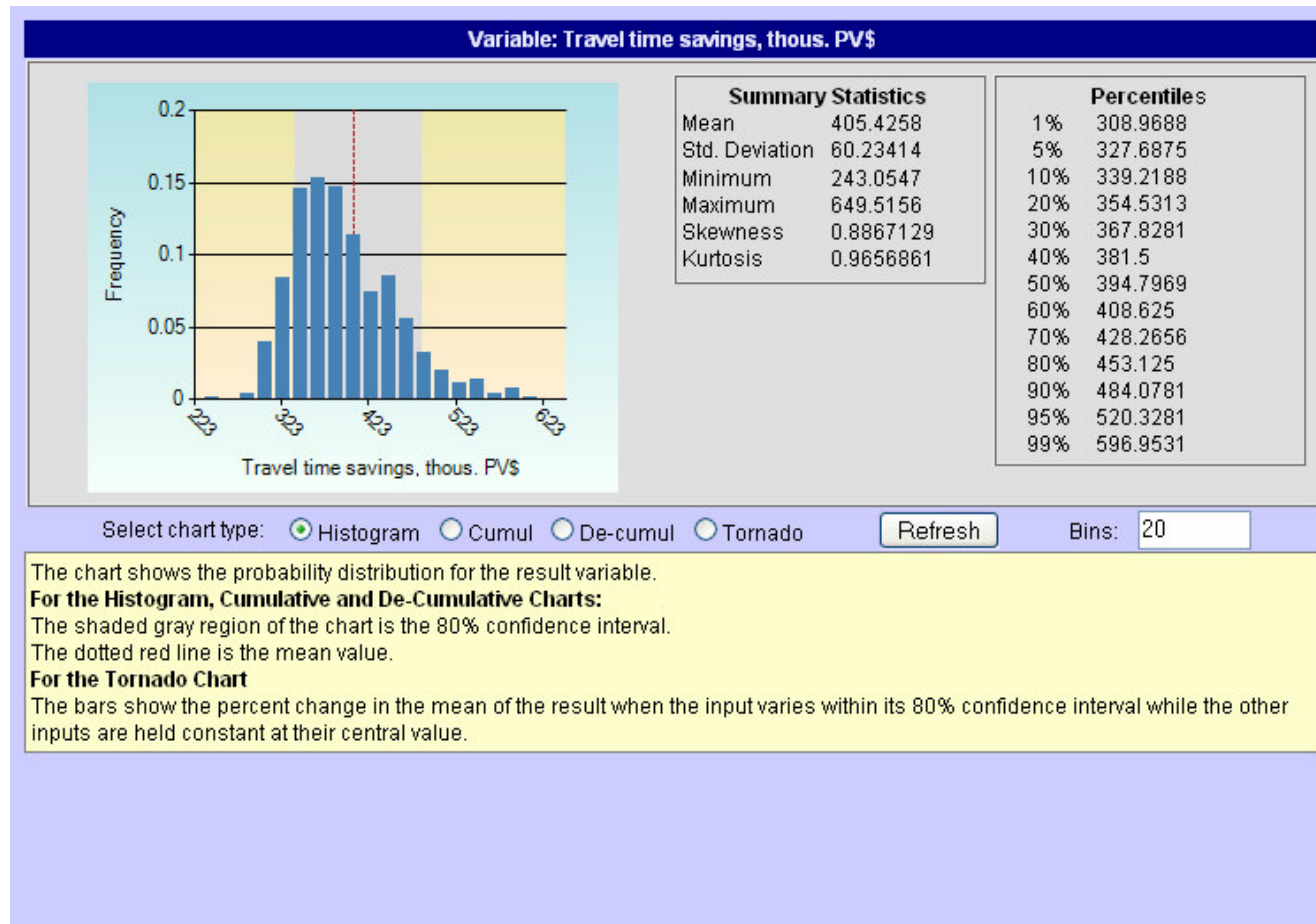 Variable: Travel time savings, thous. PV$
0.2
0.15
0.1
0.05
0
Frequency
223
323
423
523
623
Travel time savings, thous. PV$
Summary Statistics
Mean 405.4258
Std. Deviation 60.23414
Minimum 243.0547
Maximum 649.5156
Skewness 0.8867129
Kurtosis 0.9656861
Percentiles
1% 308.9688
5% 327.6875
10% 339.2188
20% 354.5313
30% 367.8281
40% 381.5
50% 394.7969
60% 408.625
70% 428.2656
80% 453.125
90% 484.0781
95% 520.3281
99% 596.9531
Select chart type: Histogram Cumul De-cumul Tornado Refresh Bins: 20
The chart shows the probability distribution for the result variable.
For the Histogram, Cumulative and De-Cumulative Charts:
The shaded gray region of the chart is the 80% confidence interval.
The dotted red line is the mean value.
For the Tornado Chart
The bars show the percent change in the mean of the result when the input varies within its 80% confidence interval while the other
inputs are held constant at their central value.